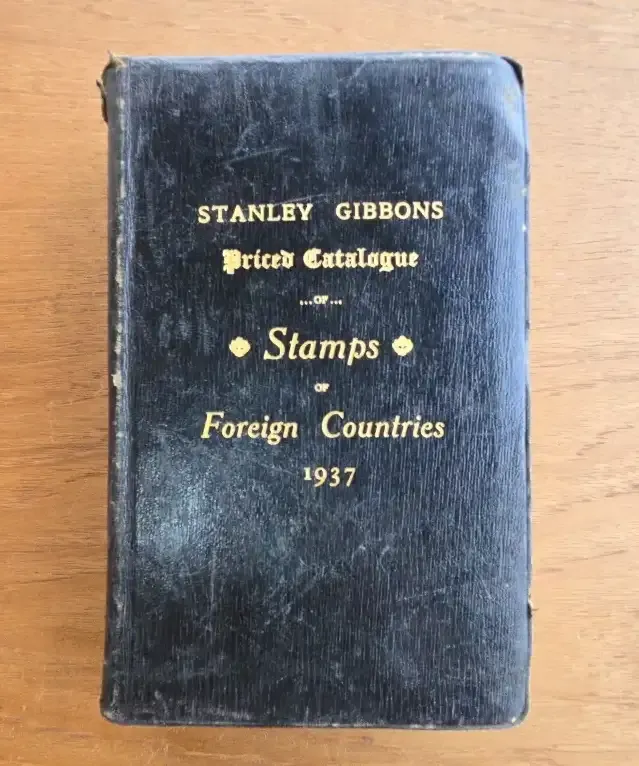 STANLEY GIBBONS
Priced Catalogue
...OF...
Stamps
OF
Foreign Countries
1937